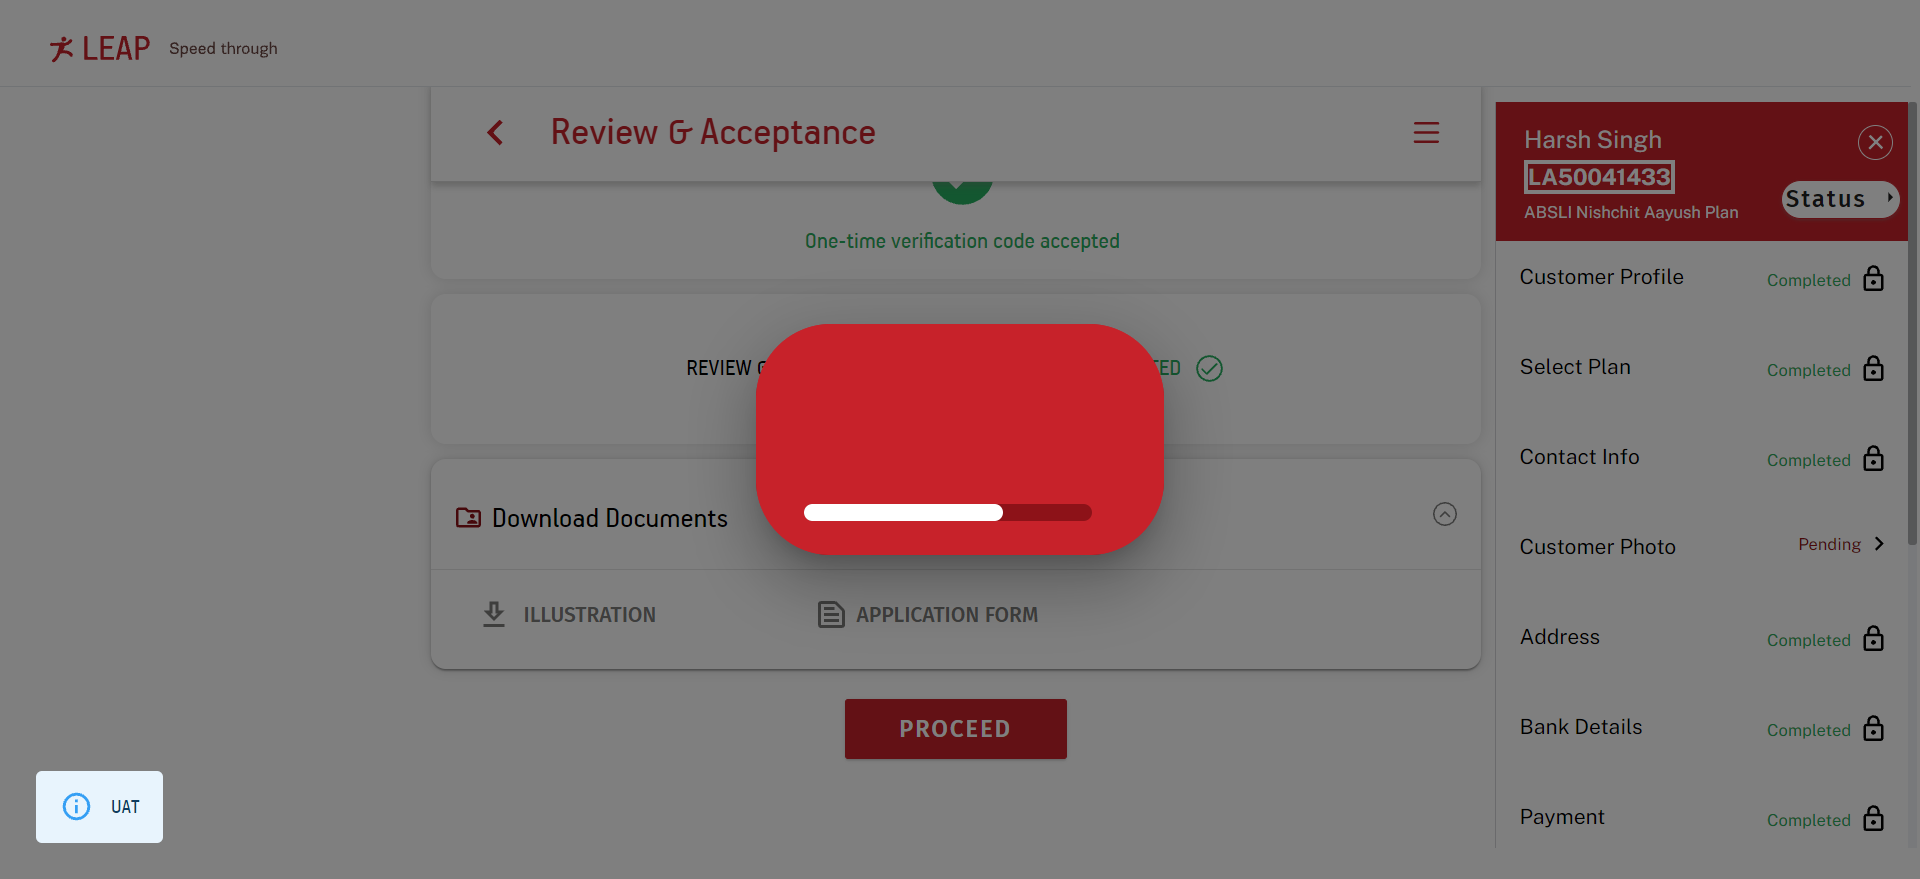 LEAP
Speed through
Review & Acceptance
One-time verification code accepted
REVIEW
Download Documents
ILLUSTRATION
APPLICATION FORM
PROCEED
UAT
Harsh Singh
LA50041433
ABSLI Nishchit Aayush Plan
Status
Customer Profile Completed
Select Plan Completed
Contact Info Completed
Customer Photo Pending
Address Completed
Bank Details Completed
Payment Completed